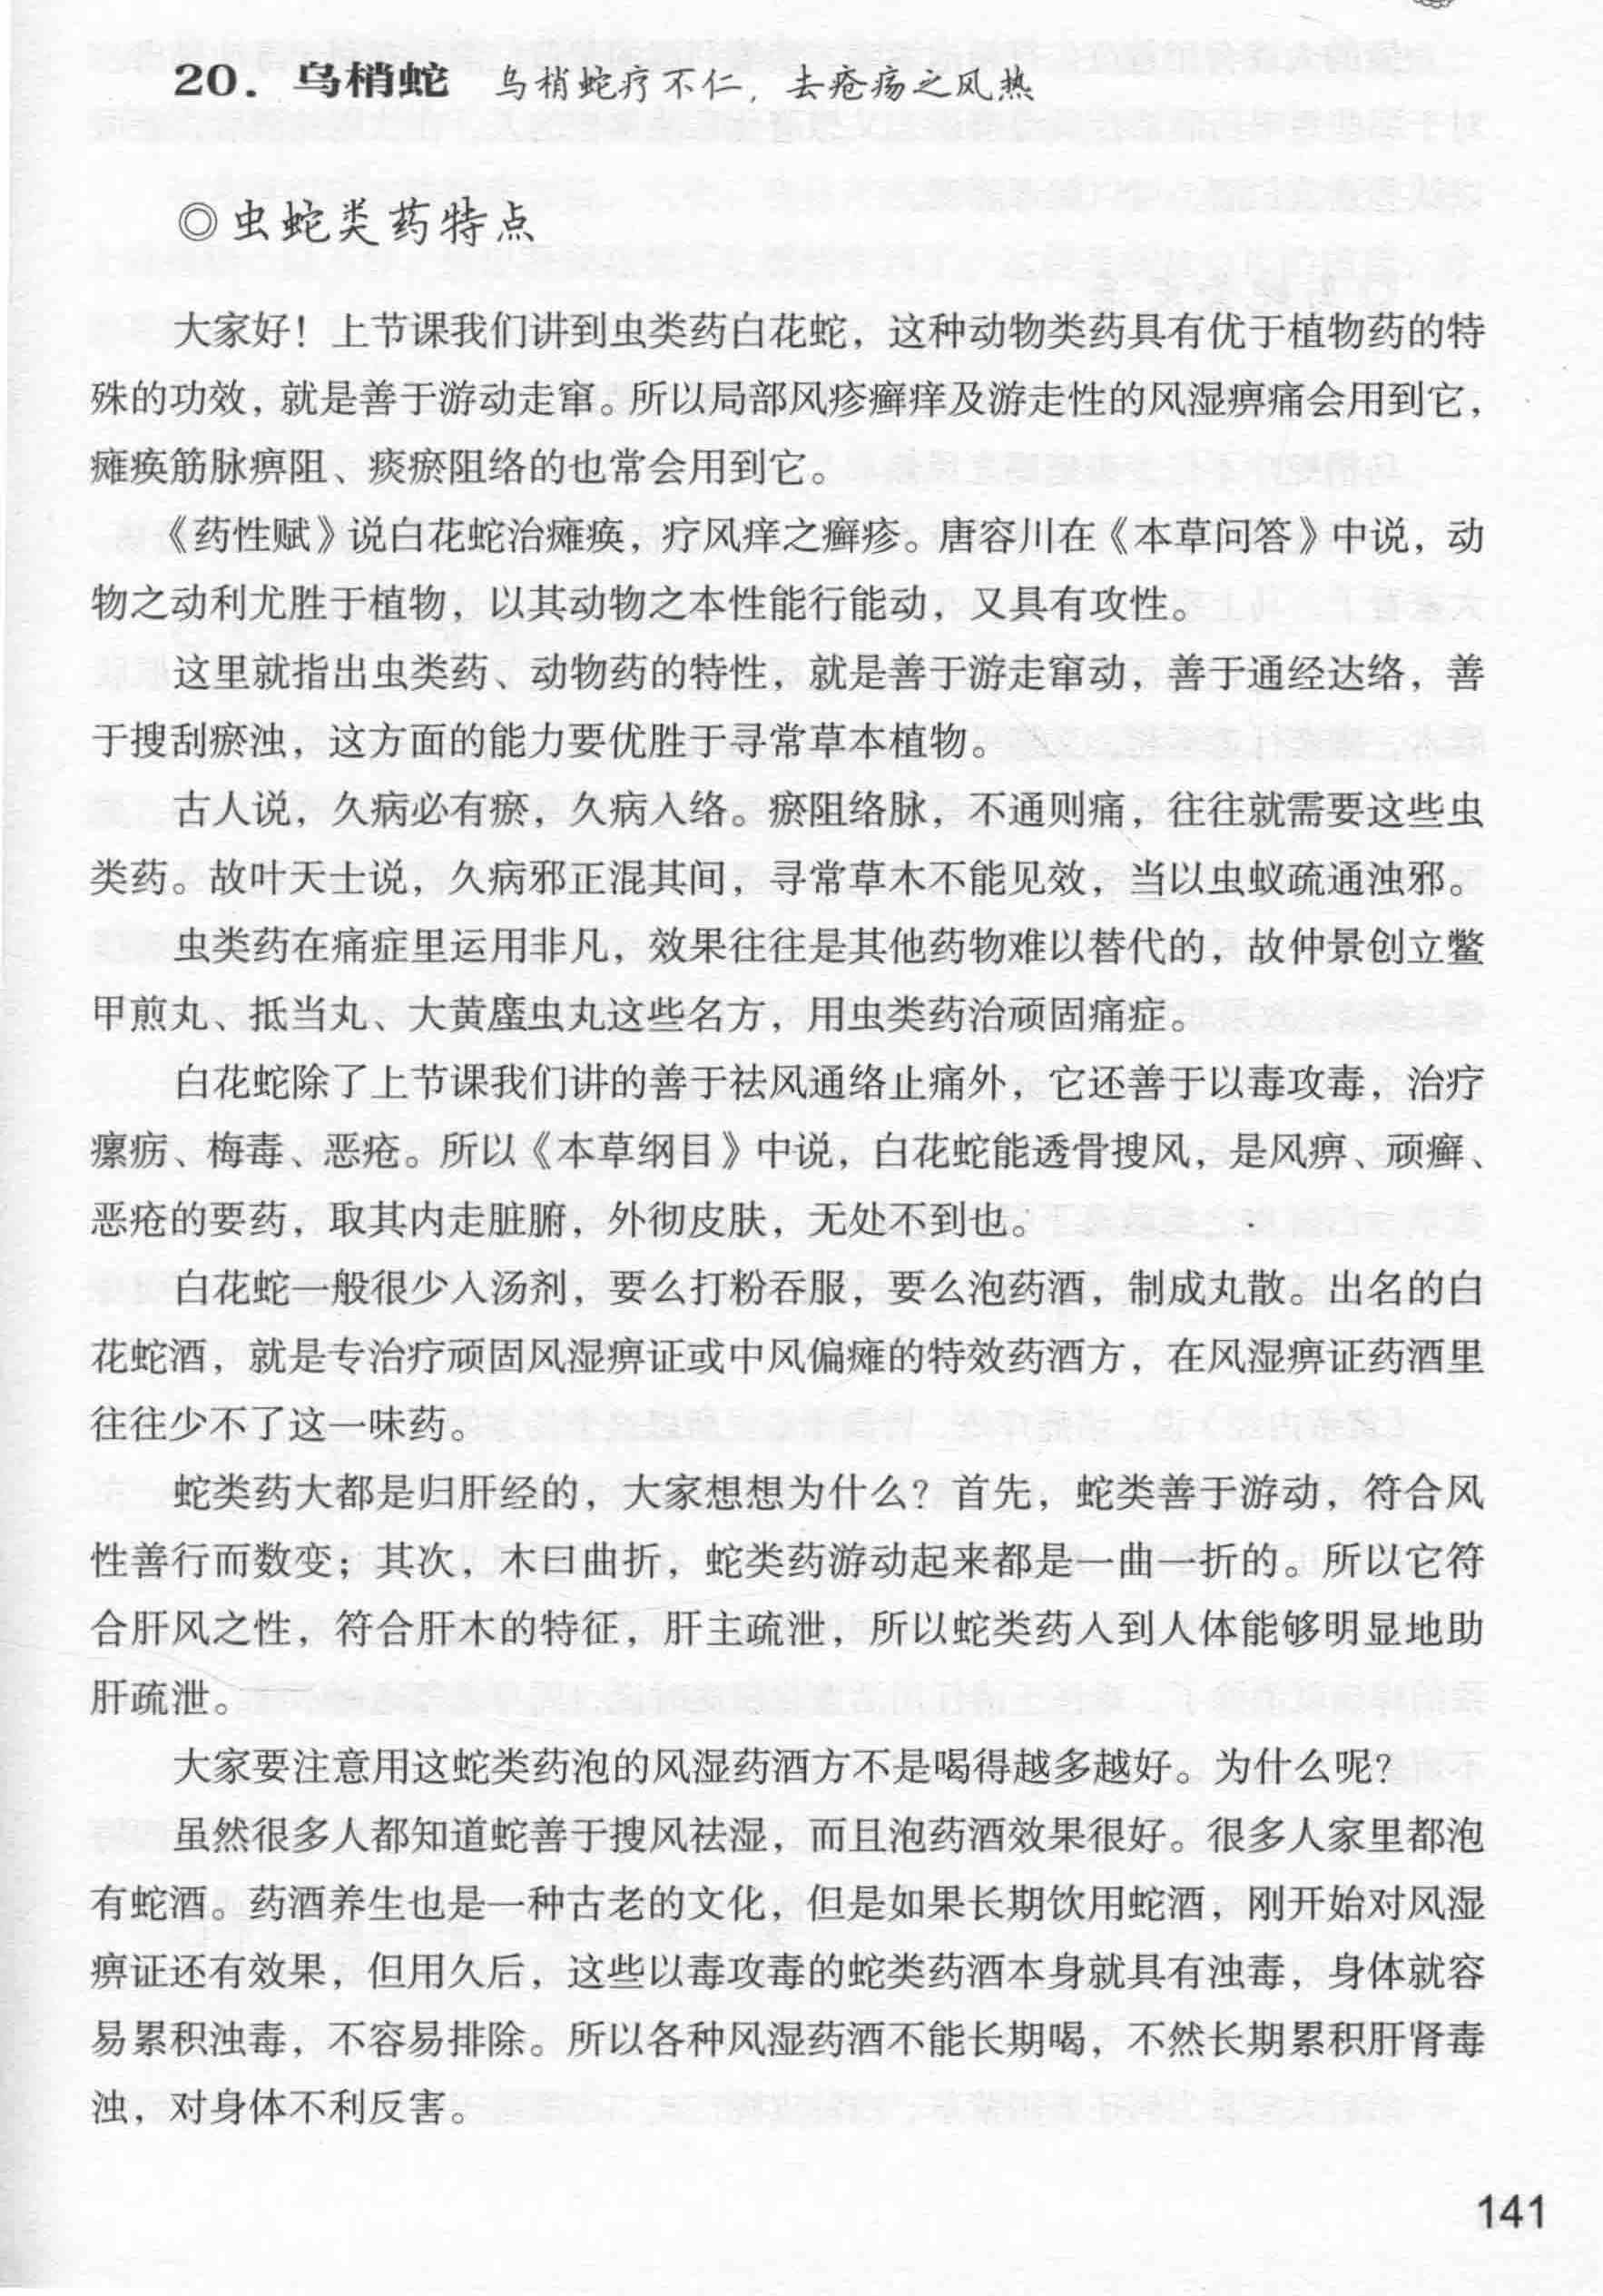 20. 乌梢蛇 乌梢蛇疗不仁，去疮疡之风热
◎虫蛇类药特点
大家好！上节课我们讲到虫类药白花蛇，这种动物类药具有优于植物药的特
殊的功效，就是善于游动走窜。所以局部风疹癣痒及游走性的风湿痹痛会用到它，
瘫痪筋脉痹阻、痰瘀阻络的也常会用到它。
《药性赋》说白花蛇治瘫痪，疗风痒之癣疹。唐容川在《本草问答》中说，动
物之动利尤胜于植物，以其动物之本性能行能动，又具有攻性。
这里就指出虫类药、动物药的特性，就是善于游走窜动，善于通经达络，善
于搜刮瘀浊，这方面的能力要优胜于寻常草本植物。
古人说，久病必有瘀，久病入络。瘀阻络脉，不通则痛，往往就需要这些虫
类药。故叶天士说，久病邪正混其间，寻常草木不能见效，当以虫蚁疏通浊邪。
虫类药在痛症里运用非凡，效果往往是其他药物难以替代的，故仲景创立鳖
甲煎丸、抵当丸、大黄䗪虫丸这些名方，用虫类药治顽固痛症。
白花蛇除了上节课我们讲的善于祛风通络止痛外，它还善于以毒攻毒，治疗
瘰疬、梅毒、恶疮。所以《本草纲目》中说，白花蛇能透骨搜风，是风痹、顽癣、
恶疮的要药，取其内走脏腑，外彻皮肤，无处不到也。
白花蛇一般很少入汤剂，要么打粉吞服，要么泡药酒，制成丸散。出名的白
花蛇酒，就是专治疗顽固风湿痹证或中风偏瘫的特效药酒方，在风湿痹证药酒里
往往少不了这一味药。
蛇类药大都是归肝经的，大家想想为什么？首先，蛇类善于游动，符合风
性善行而数变；其次，木曰曲折，蛇类药游动起来都是一曲一折的。所以它符
合肝风之性，符合肝木的特征，肝主疏泄，所以蛇类药入到人体能够明显地助
肝疏泄。
大家要注意用这蛇类药泡的风湿药酒方不是喝得越多越好。为什么呢？
虽然很多人都知道蛇善于搜风祛湿，而且泡药酒效果很好。很多人家里都泡
有蛇酒。药酒养生也是一种古老的文化，但是如果长期饮用蛇酒，刚开始对风湿
痹证还有效果，但用久后，这些以毒攻毒的蛇类药酒本身就具有浊毒，身体就容
易累积浊毒，不容易排除。所以各种风湿药酒不能长期喝，不然长期累积肝肾毒
浊，对身体不利反害。
141